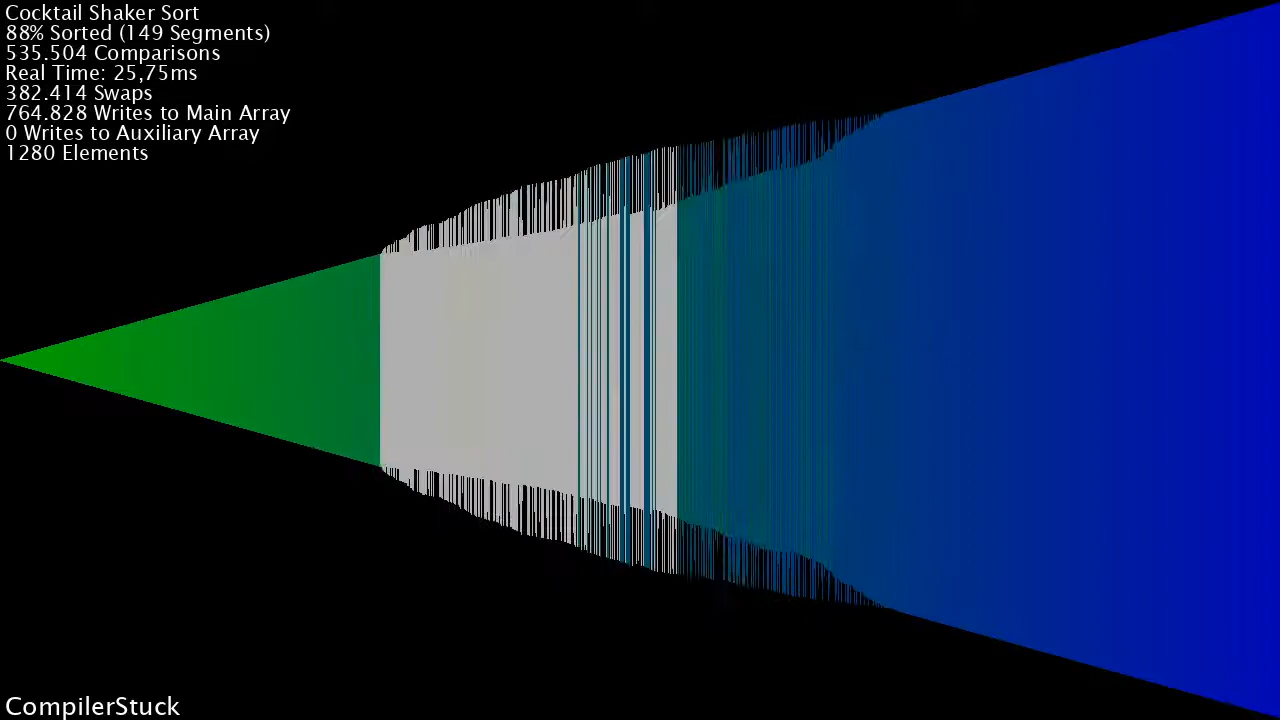 Cocktail Shaker Sort
88% Sorted (149 Segments)
535.504 Comparisons
Real Time: 25,75ms
382.414 Swaps
764.828 Writes to Main Array
0 Writes to Auxiliary Array
1280 Elements
CompilerStuck